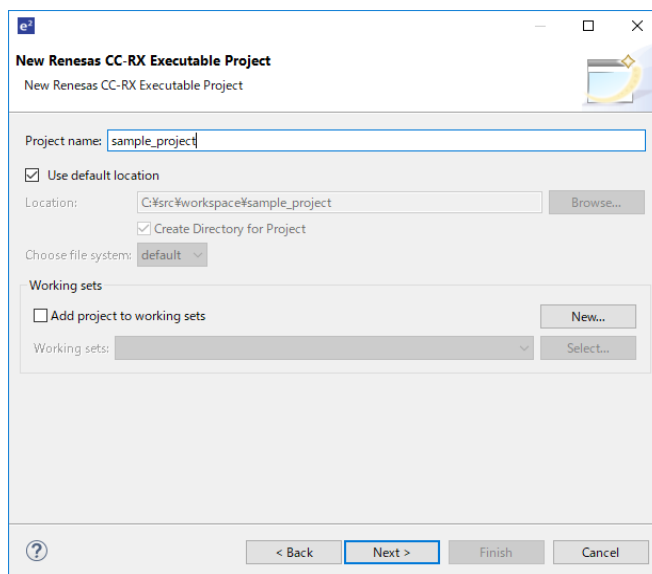 e²
New Renesas CC-RX Executable Project
New Renesas CC-RX Executable Project
Project name: sample_project
Use default location
Location: C:¥src¥workspace¥sample_project Browse...
Create Directory for Project
Choose file system: default
Working sets
Add project to working sets New...
Working sets: Select...
? < Back Next > Finish Cancel